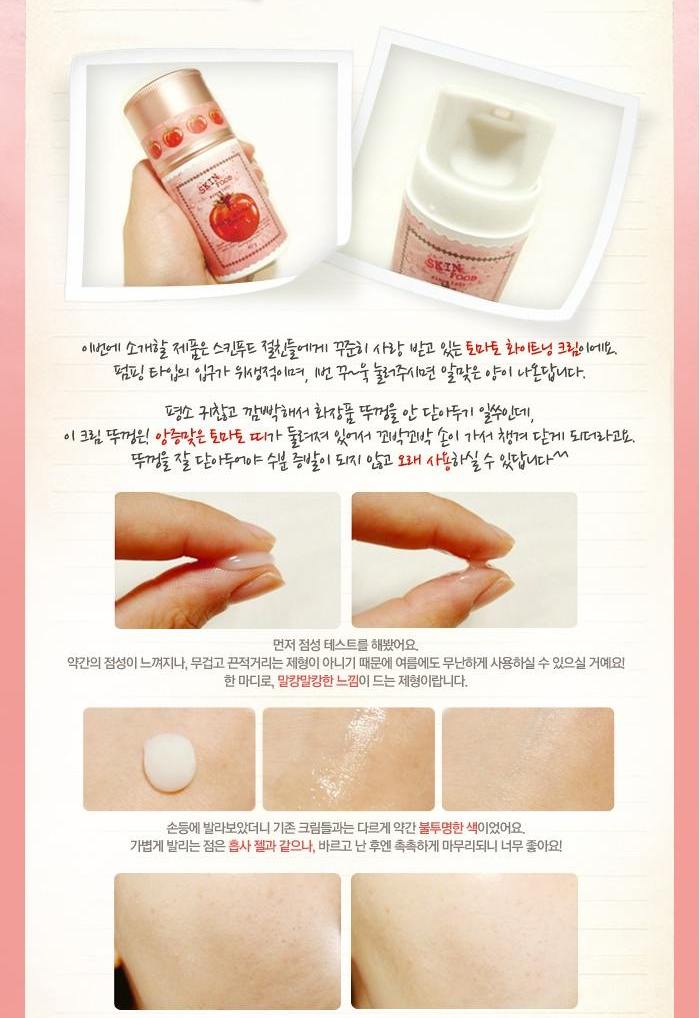 SKIN
FOOD
SKIN
FOOD
이번에 소개할 제품은 스킨푸드 절친들에게 꾸준히 사랑 받고 있는 토마토 화이트닝 크림이에요.
펌핑 타입의 입구가 위생적이며, 1번 꾸~욱 눌러주시면 알맞은 양이 나온답니다.
평소 귀찮고 깜빡해서 화장품 뚜껑을 안 닫아두기 일쑤인데,
이 크림 뚜껑은! 앙증맞은 토마토 띠가 둘려져 있어서 꼬박꼬박 손이 가서 챙겨 닫게 되더라고요.
뚜껑을 잘 닫아두어야 수분 증발이 되지 않고 오래 사용하실 수 있답니다^^
먼저 점성 테스트를 해봤어요.
약간의 점성이 느껴지나, 무겁고 끈적거리는 제형이 아니기 때문에 여름에도 무난하게 사용하실 수 있으실 거예요!
한 마디로, 말캉말캉한 느낌이 드는 제형이랍니다.
손등에 발라보았더니 기존 크림들과는 다르게 약간 불투명한 색이었어요.
가볍게 발리는 점은 흡사 젤과 같으나, 바르고 난 후엔 촉촉하게 마무리되니 너무 좋아요!